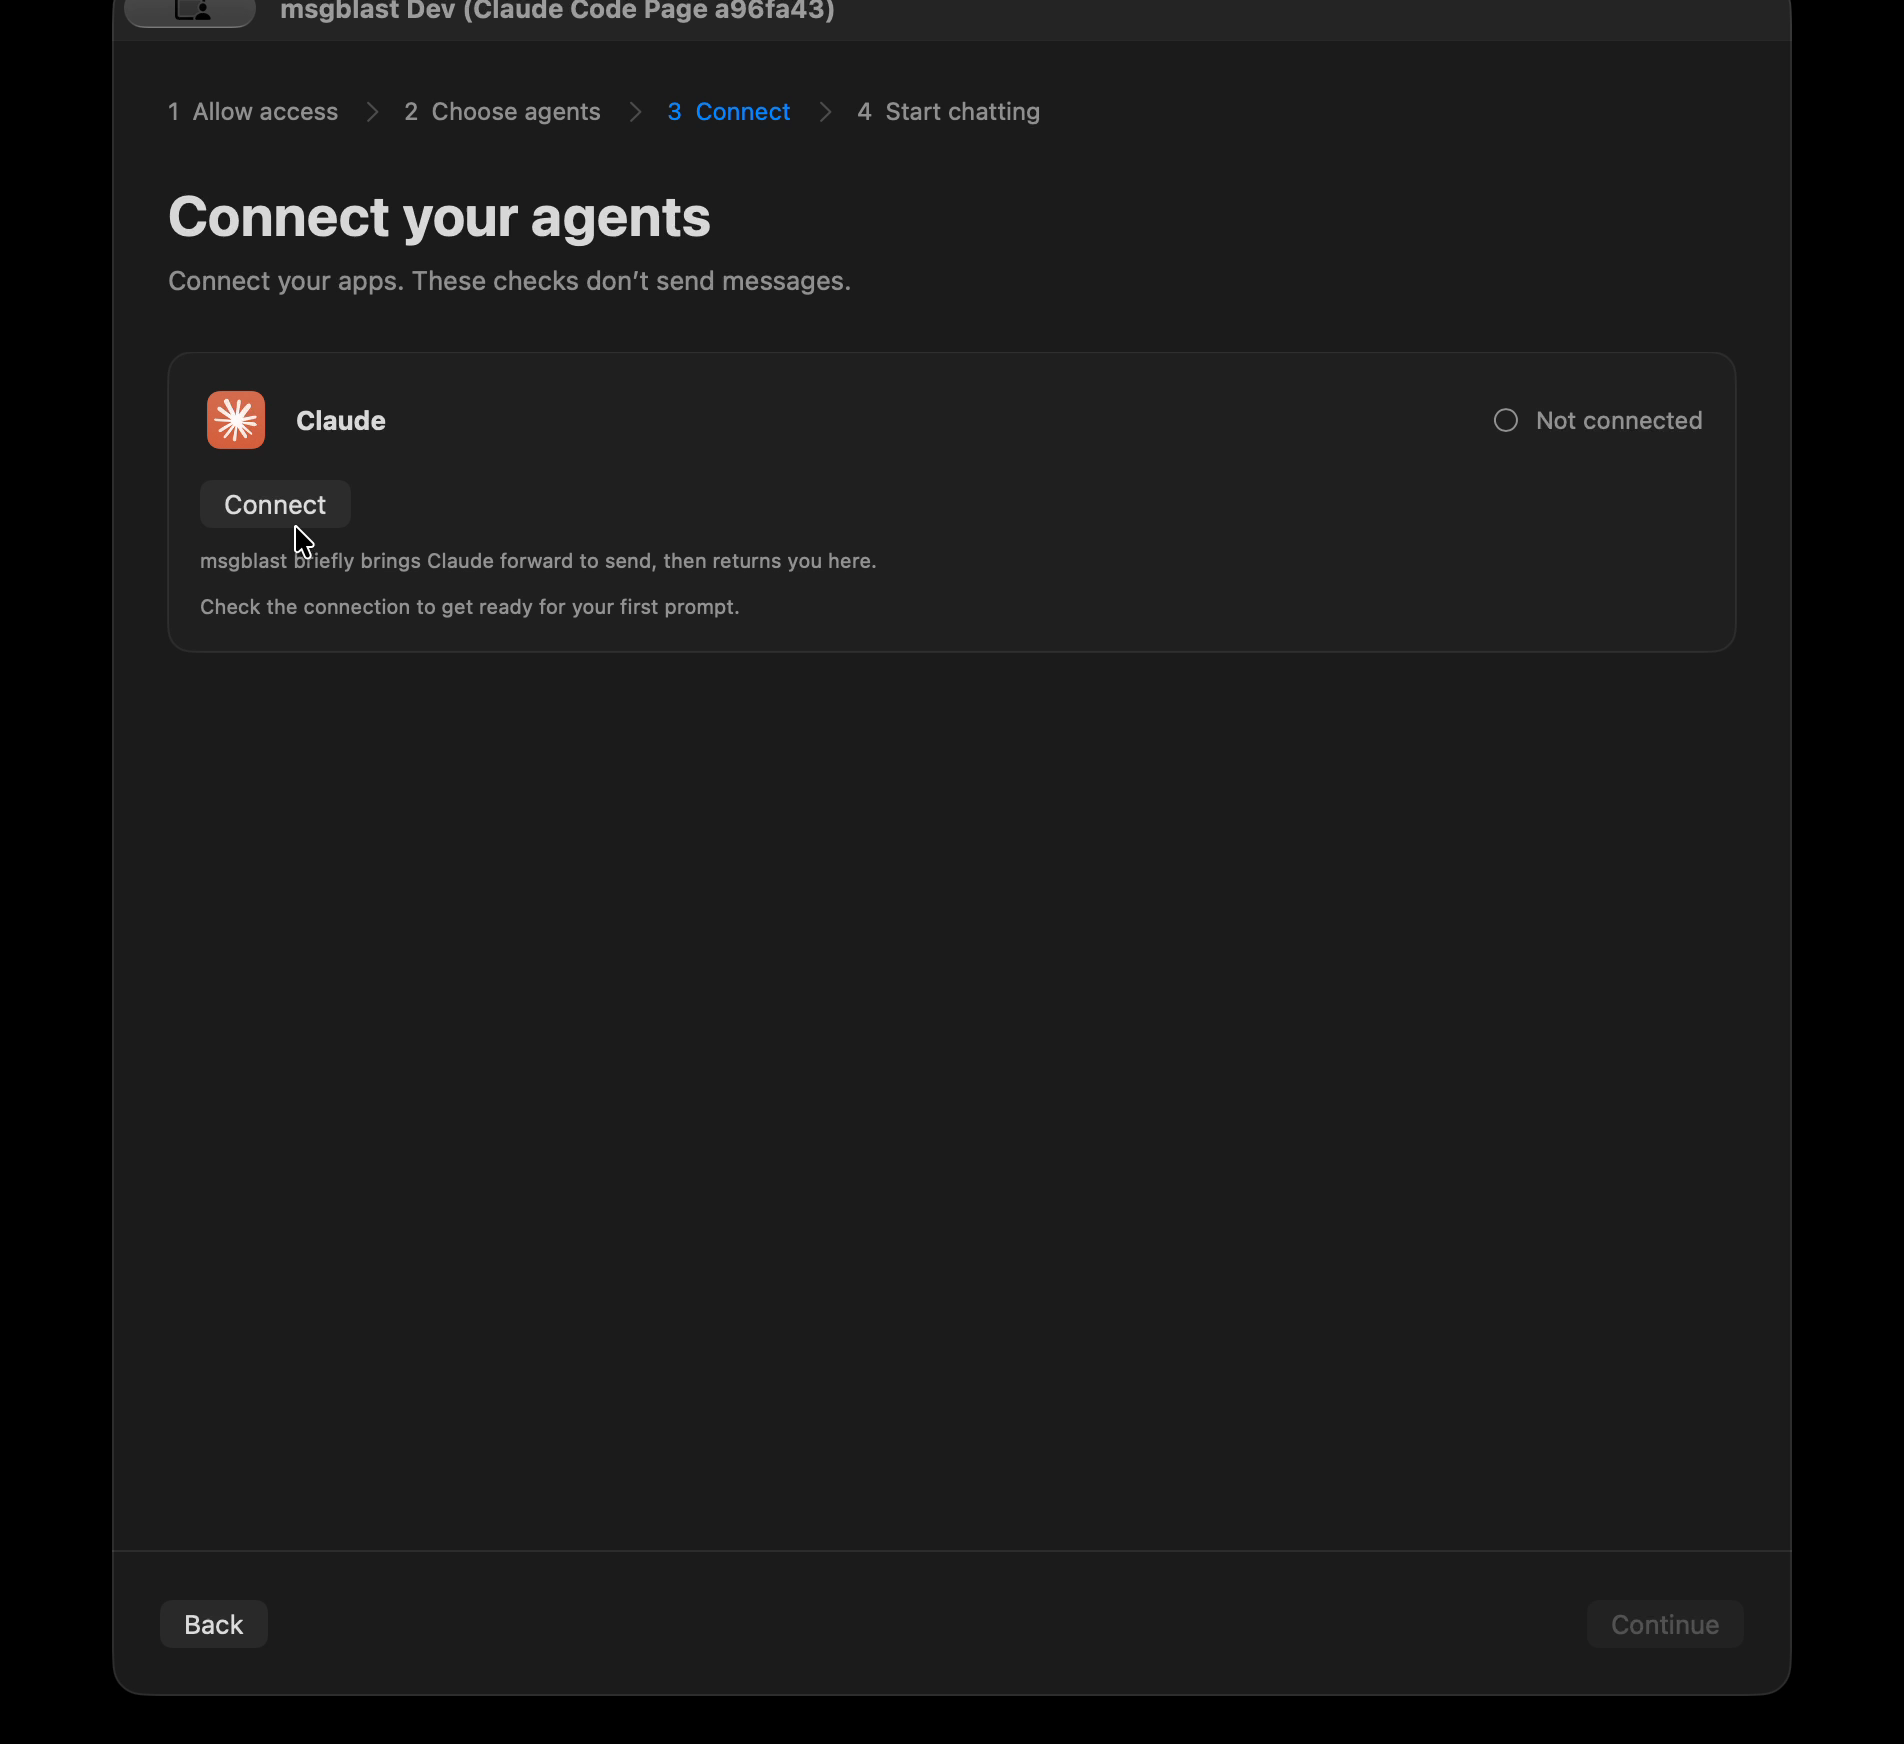 msgblast Dev (Claude Code Page a96fa43)
1 Allow access > 2 Choose agents > 3 Connect > 4 Start chatting
Connect your agents
Connect your apps. These checks don’t send messages.
Claude
Not connected
Connect
msgblast briefly brings Claude forward to send, then returns you here.
Check the connection to get ready for your first prompt.
Back
Continue